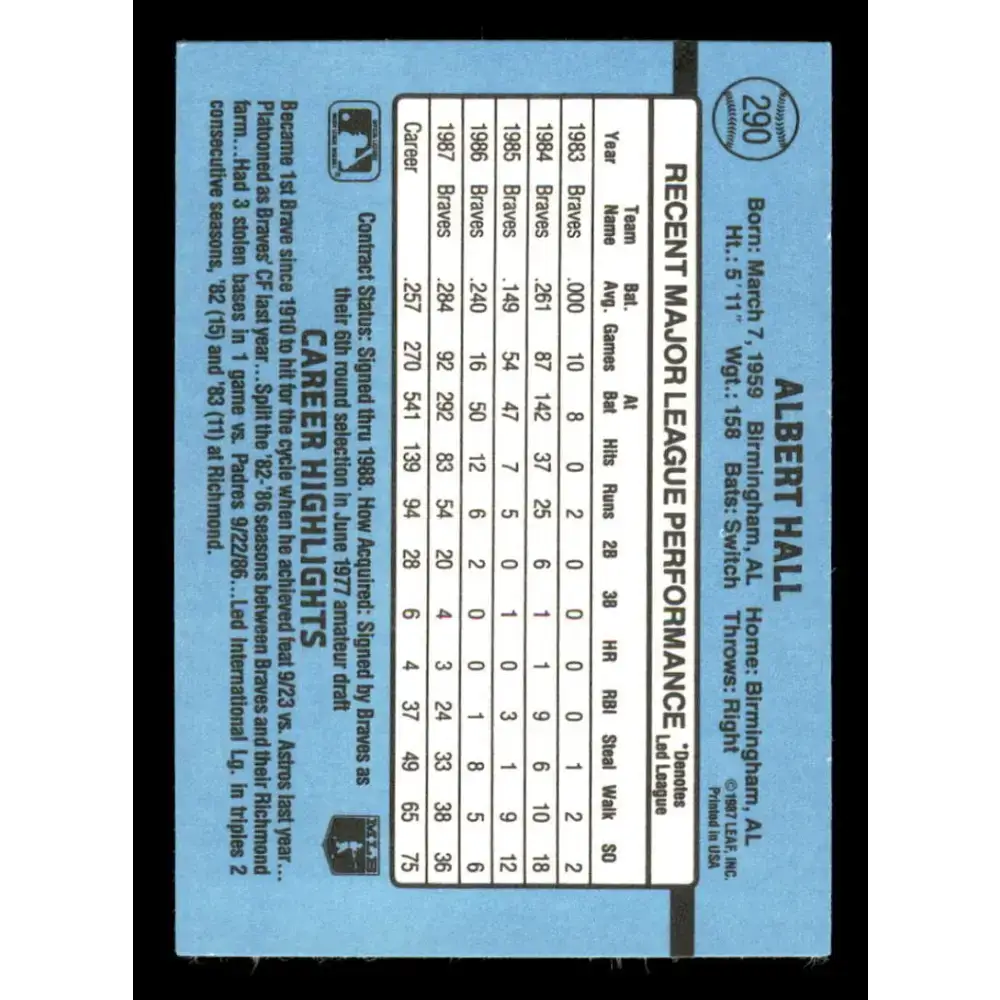 290
ALBERT HALL
Born: March 7, 1959 Birmingham, AL Home: Birmingham, AL
Ht.: 5'11" Wgt.: 158 Bats: Switch Throws: Right
©1987 LEAF, INC.
Printed in USA
RECENT MAJOR LEAGUE PERFORMANCE
*Denotes
Led League
Year Team Name Bat. Avg. Games At Bat Hits Runs 2B 3B HR RBI Steal Walk SO
1983 Braves .000 10 8 0 2 0 0 0 0 1 2 2
1984 Braves .261 87 142 37 25 6 1 1 9 6 10 18
1985 Braves .149 54 47 7 5 0 1 0 3 1 9 12
1986 Braves .240 16 50 12 6 2 0 0 1 8 5 6
1987 Braves .284 92 292 83 54 20 4 3 24 33 38 36
Career .257 270 541 139 94 28 6 4 37 49 65 75
Contract Status: Signed thru 1988. How Acquired: Signed by Braves as
their 6th round selection in June 1977 amateur draft
MLB
CAREER HIGHLIGHTS
Became 1st Brave since 1910 to hit for the cycle when he achieved feat 9/23 vs. Astros last year...
Platooned as Braves' CF last year...Split the '82-'86 seasons between Braves and their Richmond
farm...Had 3 stolen bases in 1 game vs. Padres 9/22/86...Led International Lg. in triples 2
consecutive seasons, '82 (15) and '83 (11) at Richmond.